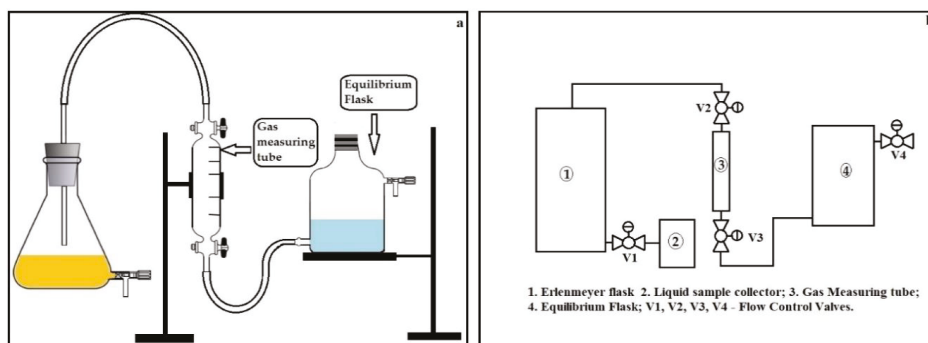 a
Equilibrium
Flask
Gas
measuring
tube
V2
V4
①
③
④
②
V3
V1
1. Erlenmeyer flask 2. Liquid sample collector; 3. Gas Measuring tube;
4. Equilibrium Flask; V1, V2, V3, V4 - Flow Control Valves.